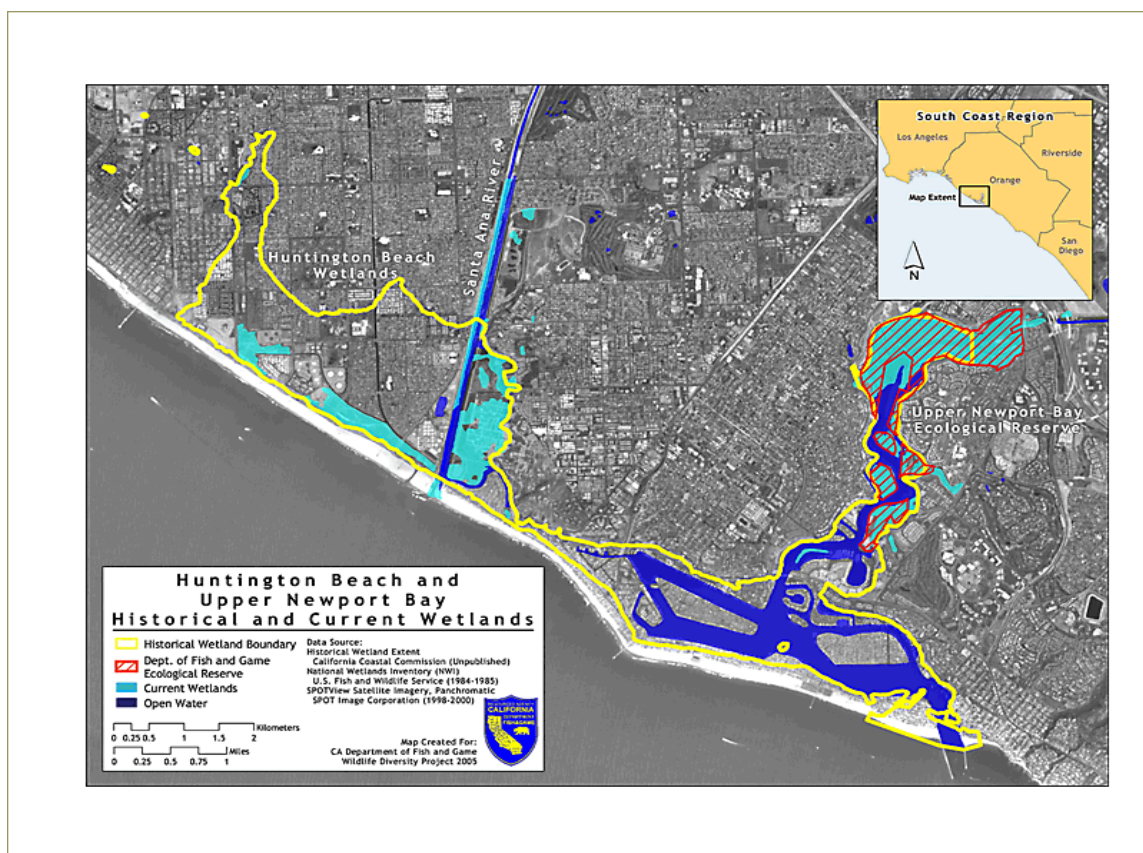 South Coast Region
Los Angeles
Riverside
Orange
Map Extent
San
Diego
N
Santa Ana River
Huntington Beach
Wetlands
Upper Newport Bay
Ecological Reserve
Huntington Beach and
Upper Newport Bay
Historical and Current Wetlands
Historical Wetland Boundary
Dept. of Fish and Game
Ecological Reserve
Current Wetlands
Open Water
Data Source:
Historical Wetland Extent
California Coastal Commission (Unpublished)
National Wetlands Inventory (NWI)
U.S. Fish and Wildlife Service (1984-1985)
SPOTView Satellite Imagery, Panchromatic
SPOT Image Corporation (1998-2000)
Kilometers
0 0.25 0.5 1 1.5 2
Miles
0 0.25 0.5 0.75 1
CALIFORNIA
DEPARTMENT
FISH&GAME
Map Created For:
CA Department of Fish and Game
Wildlife Diversity Project 2005